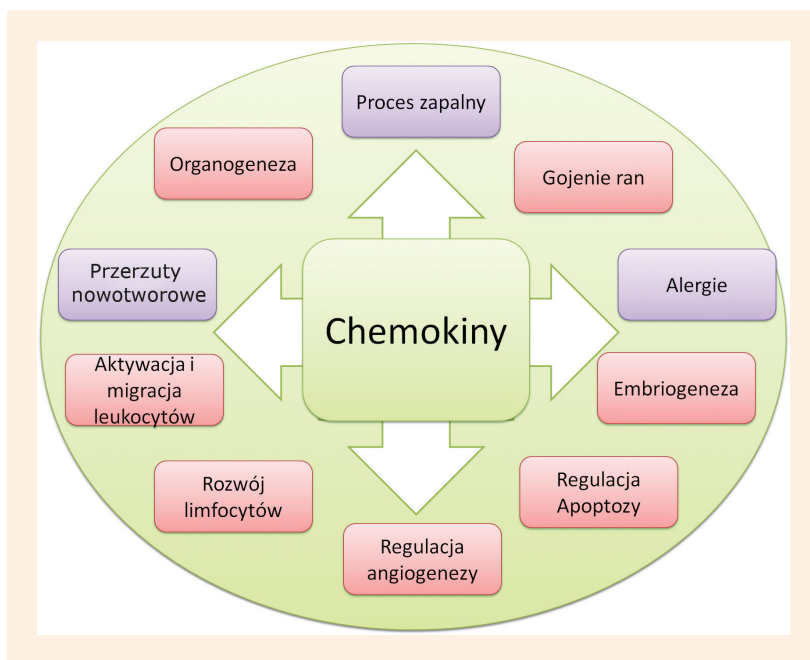 Proces zapalny
Organogeneza
Gojenie ran
Przerzuty
nowotworowe
Alergie
Chemokiny
Aktywacja i
migracja
leukocytów
Embriogeneza
Rozwój
limfocytów
Regulacja
Apoptozy
Regulacja
angiogenezy